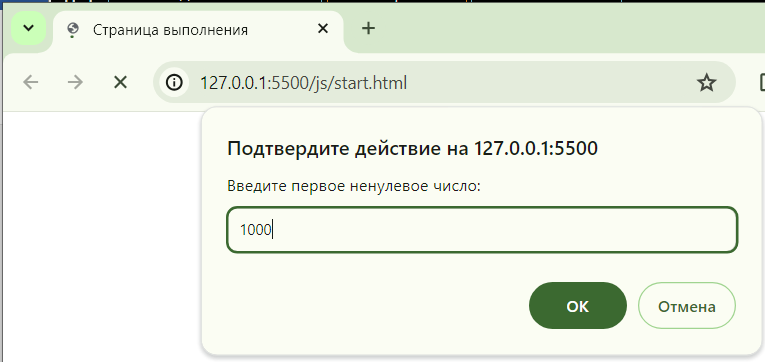 Страница выполнения
127.0.0.1:5500/js/start.html
Подтвердите действие на 127.0.0.1:5500
Введите первое ненулевое число:
1000
ОК Отмена